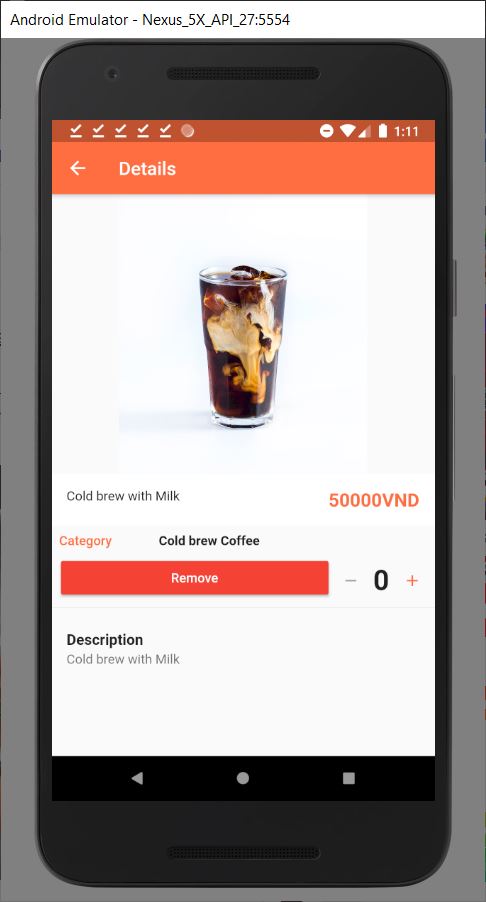 Android Emulator - Nexus_5X_API_27:5554
1:11
Details
Cold brew with Milk
50000VND
Category Cold brew Coffee
Remove − 0 +
Description
Cold brew with Milk